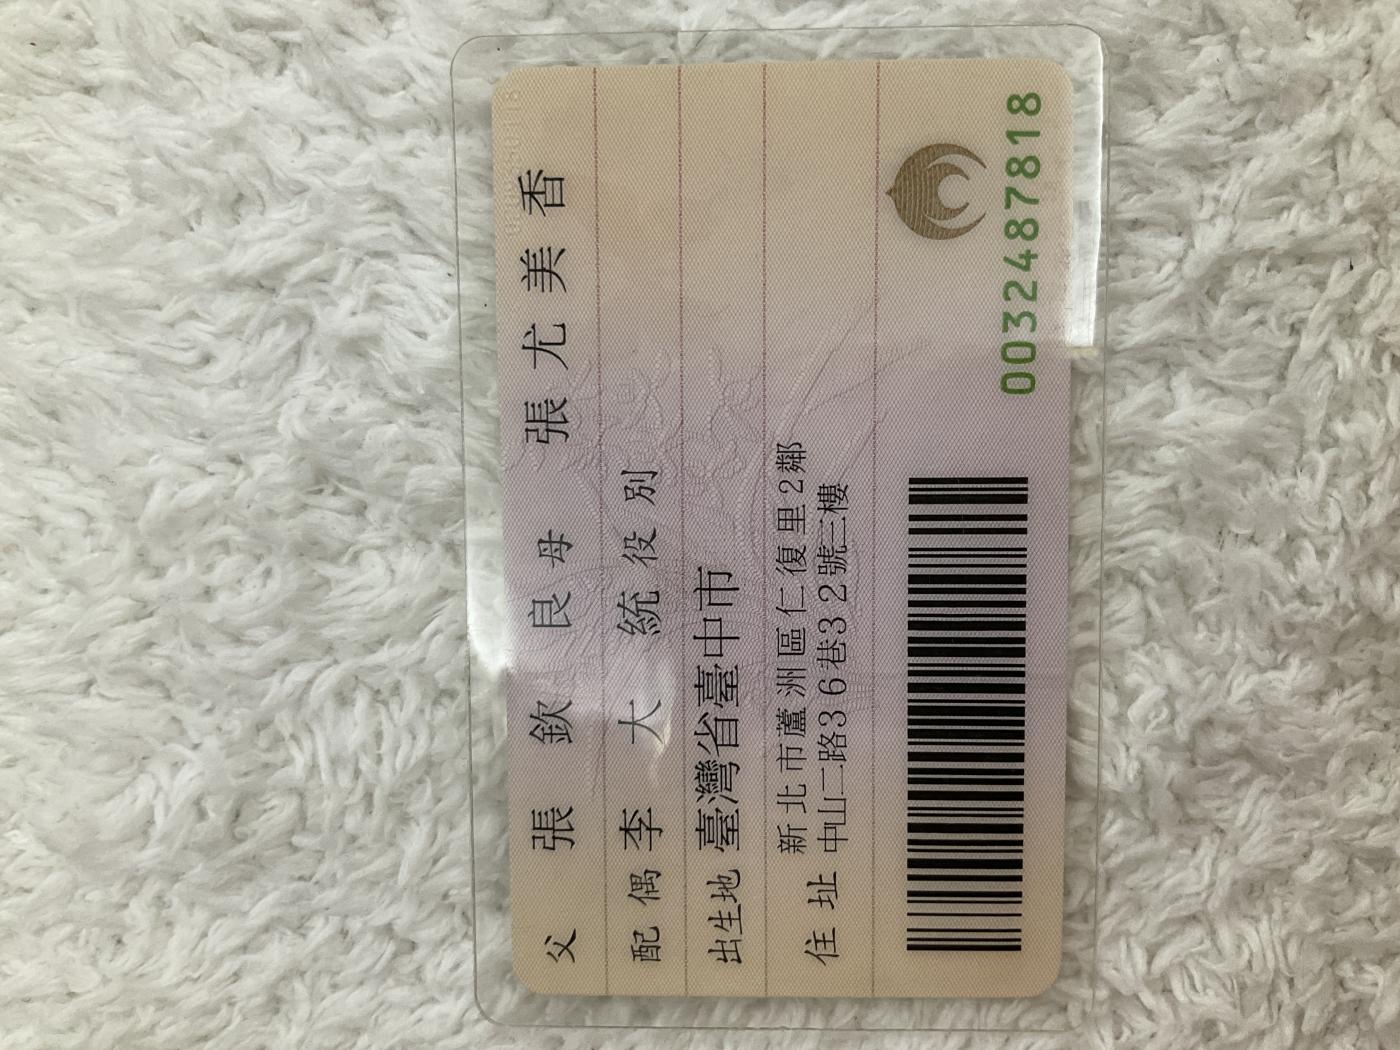 父 張 欽 良 母 張 尤 美 香
配偶 李 大 統 役別
出生地 臺灣省臺中市
住址 新北市蘆洲區仁復里2鄰
中山二路36巷32號三樓
0032487818